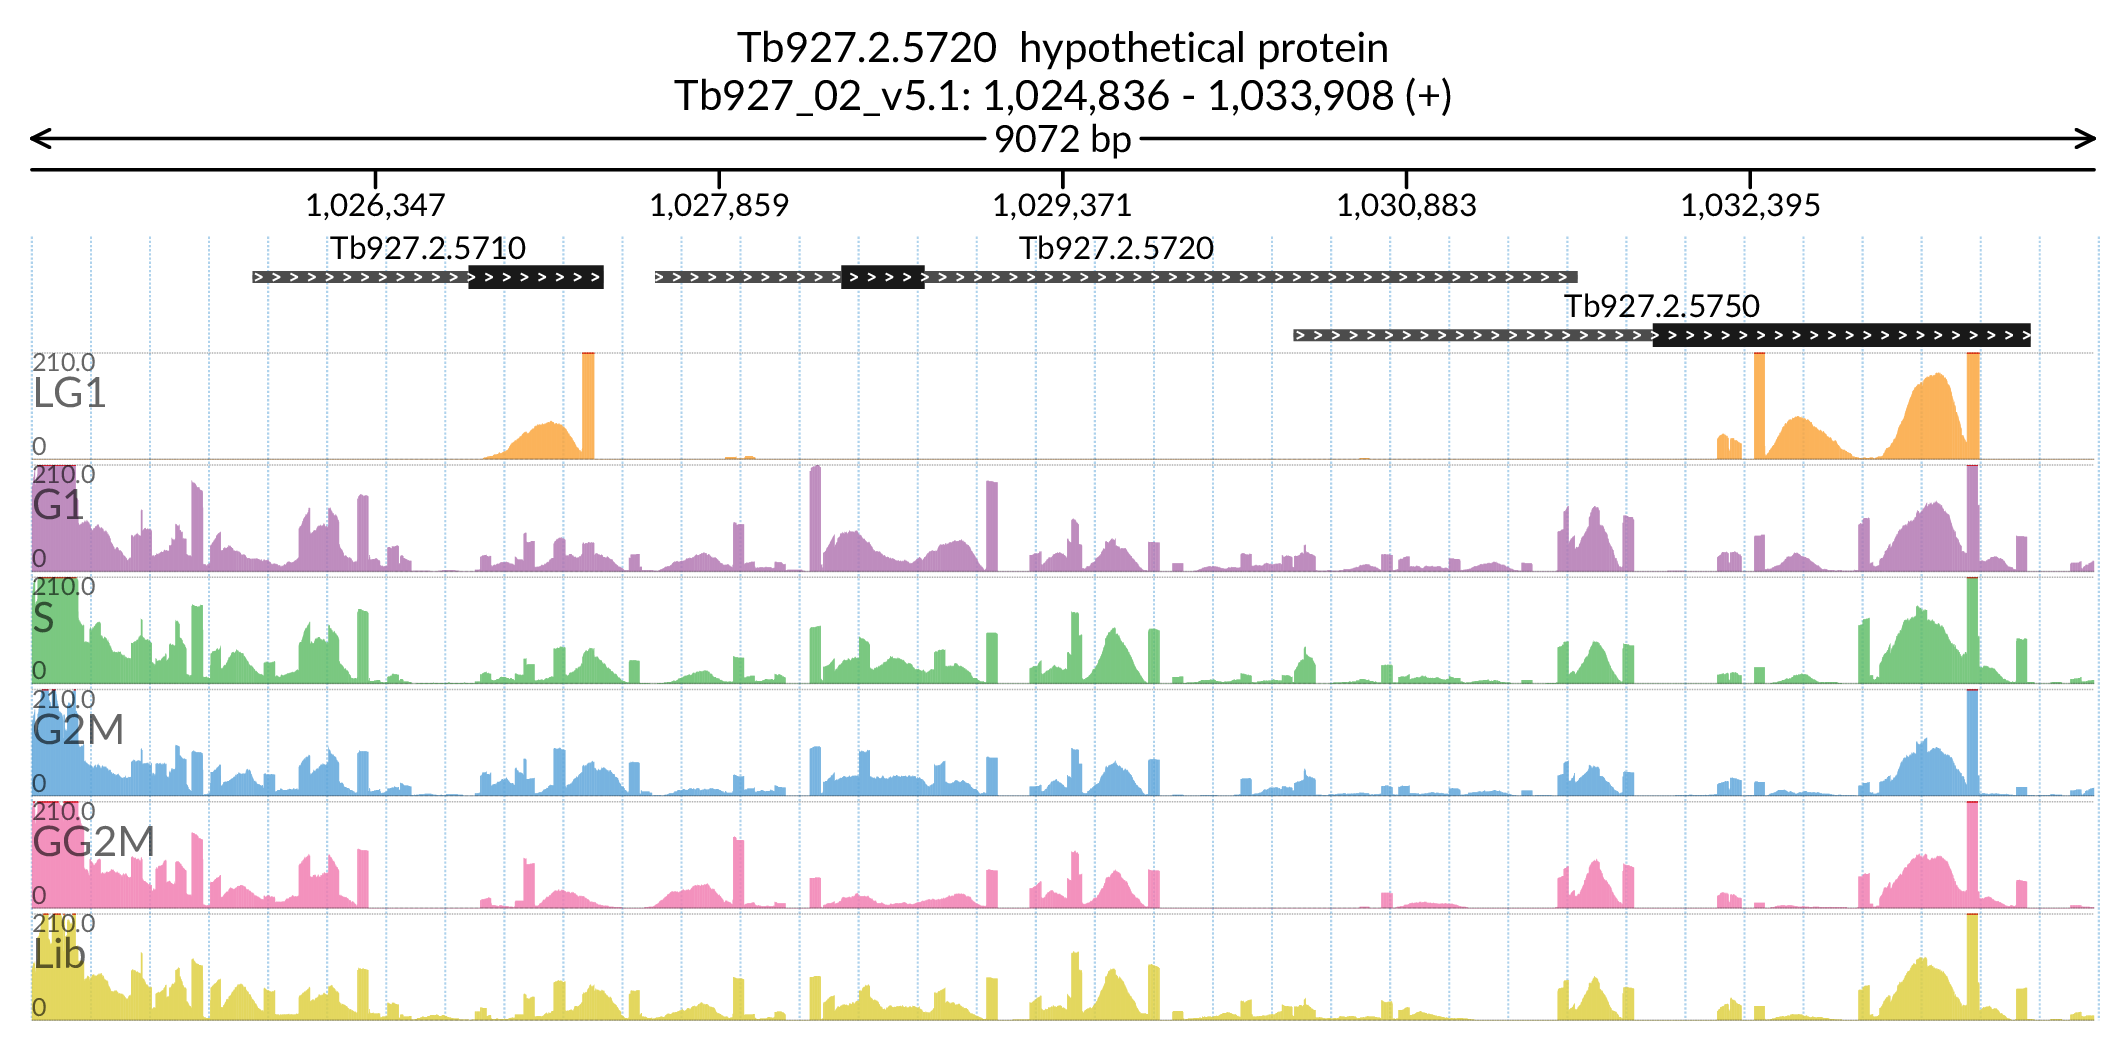 Tb927.2.5720 hypothetical protein
Tb927_02_v5.1: 1,024,836 - 1,033,908 (+)
9072 bp
1,026,347 1,027,859 1,029,371 1,030,883 1,032,395
Tb927.2.5710 Tb927.2.5720
Tb927.2.5750
210.0
LG1
0
210.0
G1
0
210.0
S
0
210.0
G2M
0
210.0
GG2M
0
210.0
Lib
0